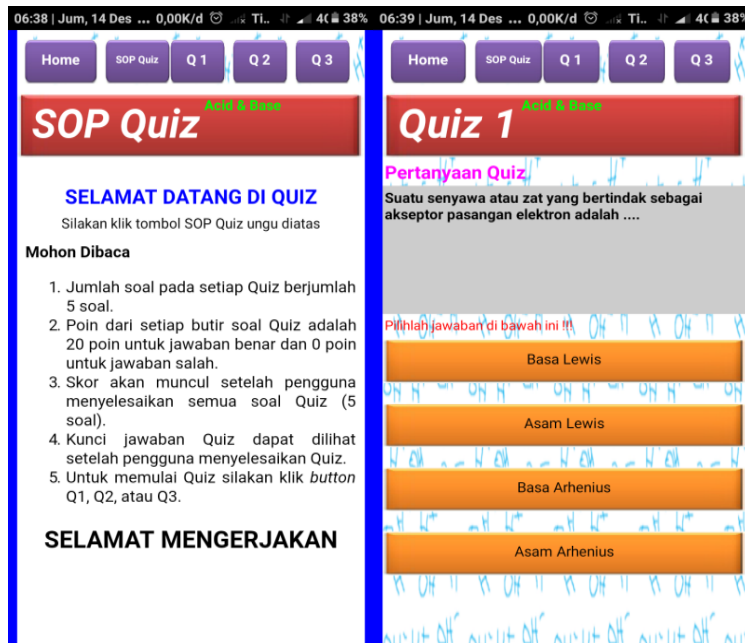 06:38 | Jum, 14 Des ... 0,00K/d Ti.. 4G 38%
Home
SOP Quiz
Q 1
Q 2
Q 3
Acid & Base
SOP Quiz
SELAMAT DATANG DI QUIZ
Silakan klik tombol SOP Quiz ungu diatas
Mohon Dibaca
1. Jumlah soal pada setiap Quiz berjumlah
5 soal.
2. Poin dari setiap butir soal Quiz adalah
20 poin untuk jawaban benar dan 0 poin
untuk jawaban salah.
3. Skor akan muncul setelah pengguna
menyelesaikan semua soal Quiz (5
soal).
4. Kunci jawaban Quiz dapat dilihat
setelah pengguna menyelesaikan Quiz.
5. Untuk memulai Quiz silakan klik button
Q1, Q2, atau Q3.
SELAMAT MENGERJAKAN
06:39 | Jum, 14 Des ... 0,00K/d Ti.. 4G 38%
Home
SOP Quiz
Q 1
Q 2
Q 3
Acid & Base
Quiz 1
Pertanyaan Quiz
Suatu senyawa atau zat yang bertindak sebagai
akseptor pasangan elektron adalah ....
Pilihlah jawaban di bawah ini !!!
Basa Lewis
Asam Lewis
Basa Arhenius
Asam Arhenius